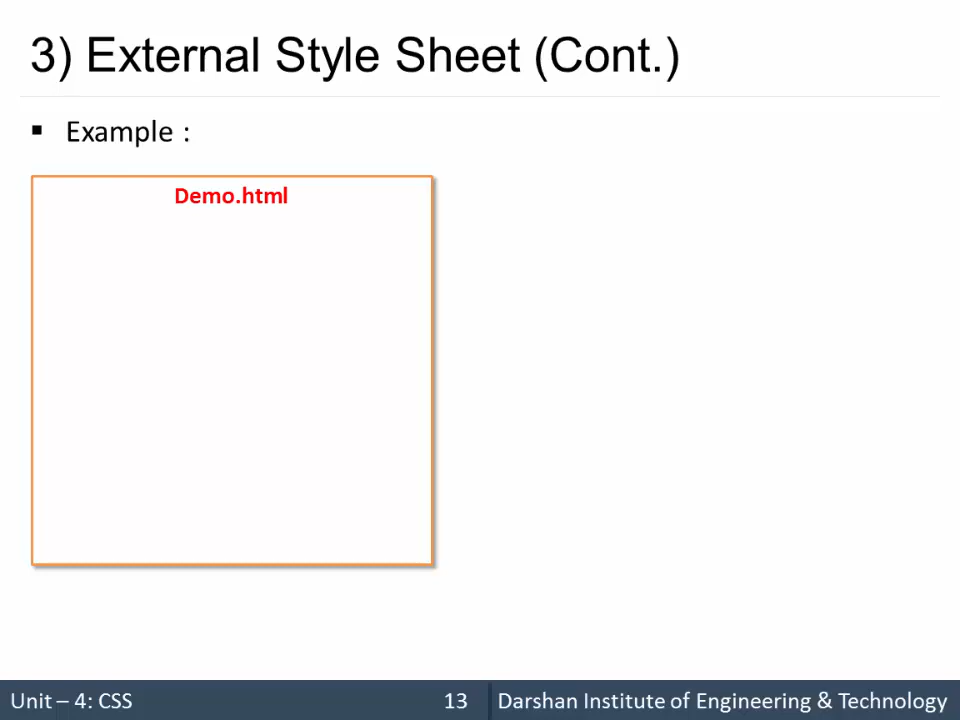 3) External Style Sheet (Cont.)
▪ Example :
Demo.html
Unit – 4: CSS 13 Darshan Institute of Engineering & Technology